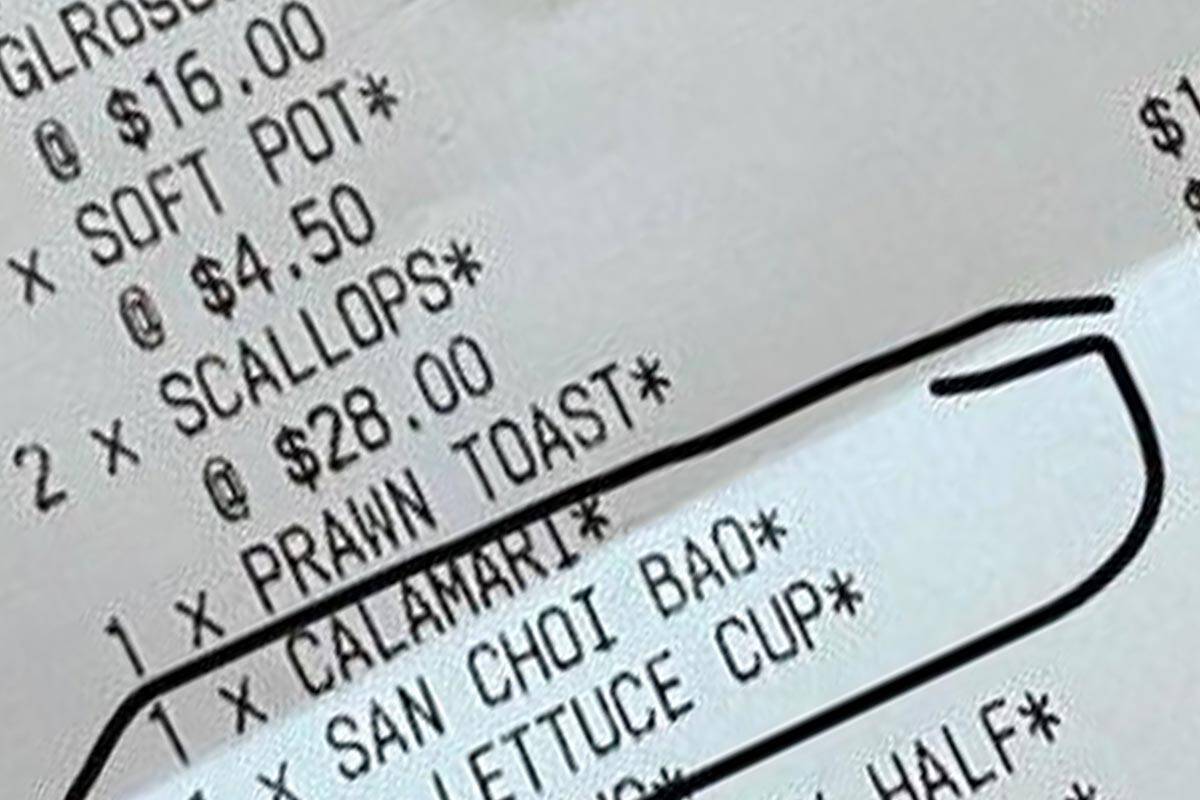 @ $16.00
x SOFT POT*
@ $4.50
2 x SCALLOPS*
@ $28.00
1 x PRAWN TOAST*
1 x CALAMARI*
x SAN CHOI BAO*
LETTUCE CUP*
HALF*